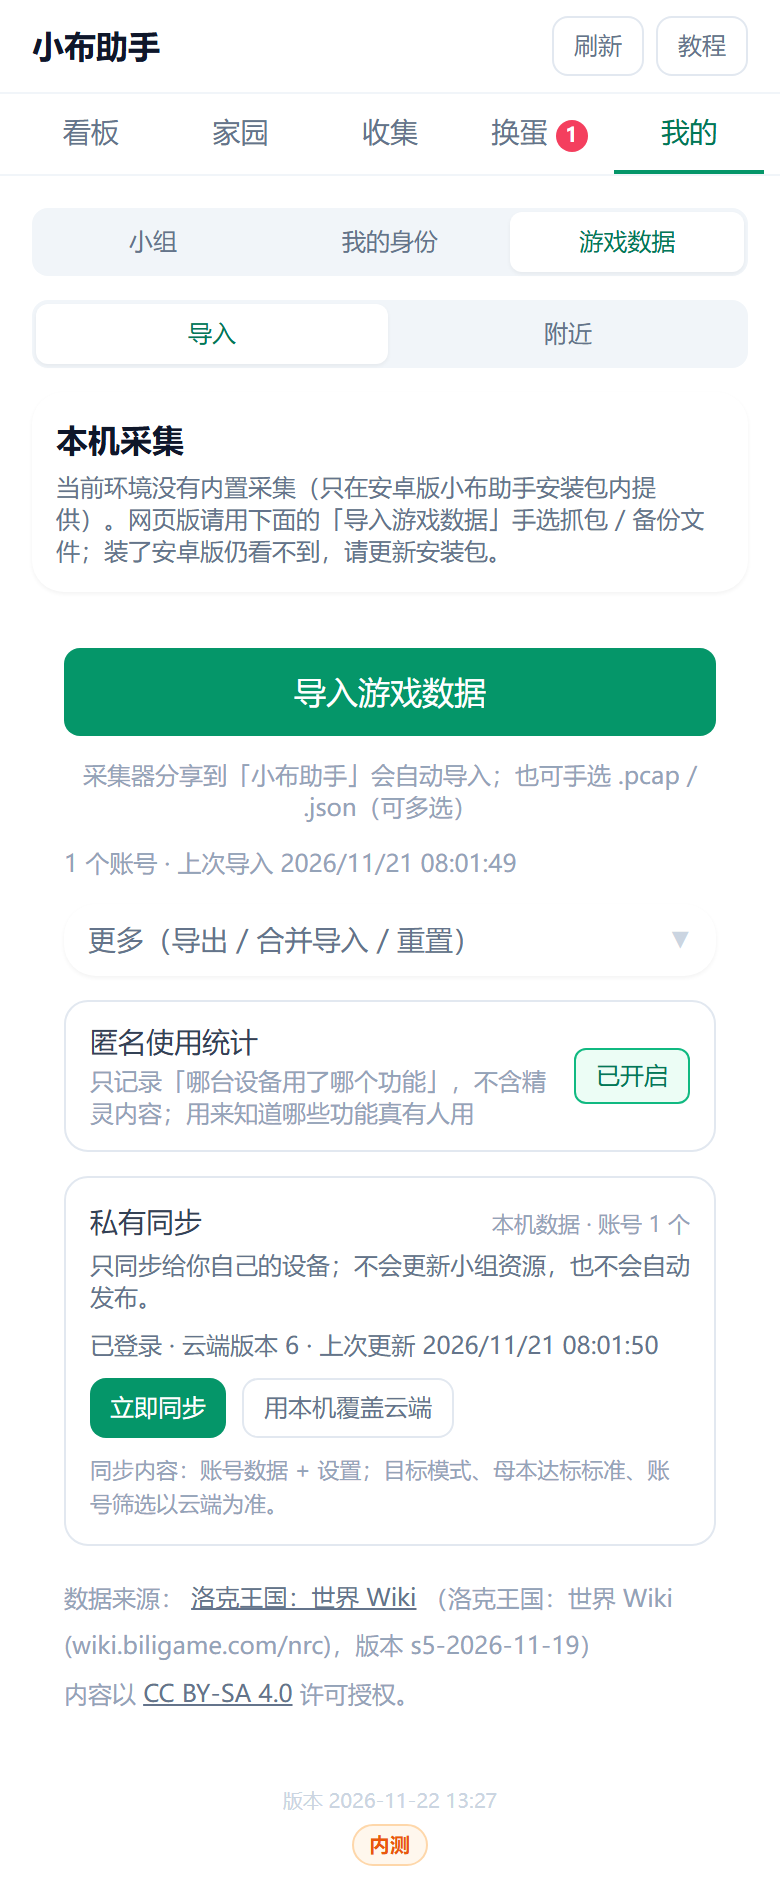 小布助手
刷新
教程
看板
家园
收集
换蛋 1
我的
小组
我的身份
游戏数据
导入
附近
本机采集
当前环境没有内置采集（只在安卓版小布助手安装包内提
供）。网页版请用下面的「导入游戏数据」手选抓包 / 备份文
件；装了安卓版仍看不到，请更新安装包。
导入游戏数据
采集器分享到「小布助手」会自动导入；也可手选 .pcap /
.json（可多选）
1 个账号 · 上次导入 2026/11/21 08:01:49
更多（导出 / 合并导入 / 重置）
▼
匿名使用统计
只记录「哪台设备用了哪个功能」，不含精
灵内容；用来知道哪些功能真有人用
已开启
私有同步
本机数据 · 账号 1 个
只同步给你自己的设备；不会更新小组资源，也不会自动
发布。
已登录 · 云端版本 6 · 上次更新 2026/11/21 08:01:50
立即同步
用本机覆盖云端
同步内容：账号数据 + 设置；目标模式、母本达标标准、账
号筛选以云端为准。
数据来源： 洛克王国：世界 Wiki （洛克王国：世界 Wiki
(wiki.biligame.com/nrc)，版本 s5-2026-11-19）
内容以 CC BY-SA 4.0 许可授权。
版本 2026-11-22 13:27
内测